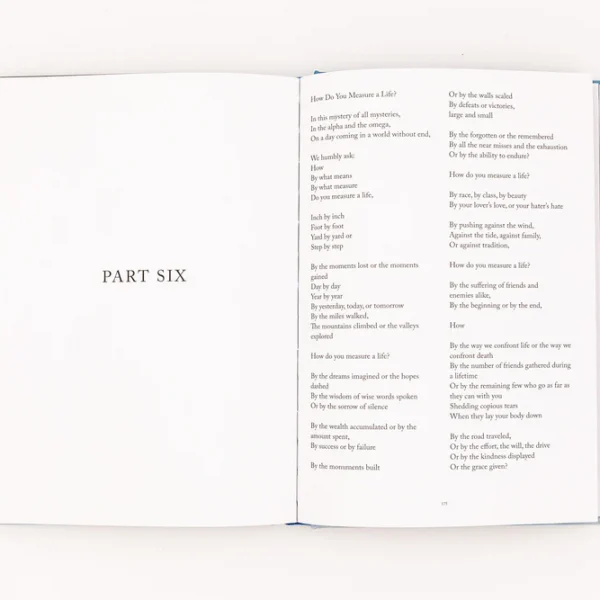 PART SIX
How Do You Measure a Life?
In this mystery of all mysteries,
In the alpha and the omega,
On a day coming in a world without end,
We humbly ask:
How
By what means
By what measure
Do you measure a life,
Inch by inch
Foot by foot
Yard by yard or
Step by step
By the moments lost or the moments
gained
Day by day
Year by year
By yesterday, today, or tomorrow
By the miles walked,
The mountains climbed or the valleys
explored
How do you measure a life?
By the dreams imagined or the hopes
dashed
By the wisdom of wise words spoken
Or by the sorrow of silence
By the wealth accumulated or by the
amount spent,
By success or by failure
By the monuments built
Or by the walls scaled
By defeats or victories,
large and small
By the forgotten or the remembered
By all the near misses and the exhaustion
Or by the ability to endure?
How do you measure a life?
By race, by class, by beauty
By your lover's love, or your hater's hate
By pushing against the wind,
Against the tide, against family,
Or against tradition,
How do you measure a life?
By the suffering of friends and
enemies alike,
By the beginning or by the end,
How
By the way we confront life or the way we
confront death
By the number of friends gathered during
a lifetime
Or by the remaining few who go as far as
they can with you
Shedding copious tears
When they lay your body down
By the road traveled,
Or by the effort, the will, the drive
Or by the kindness displayed
Or the grace given?